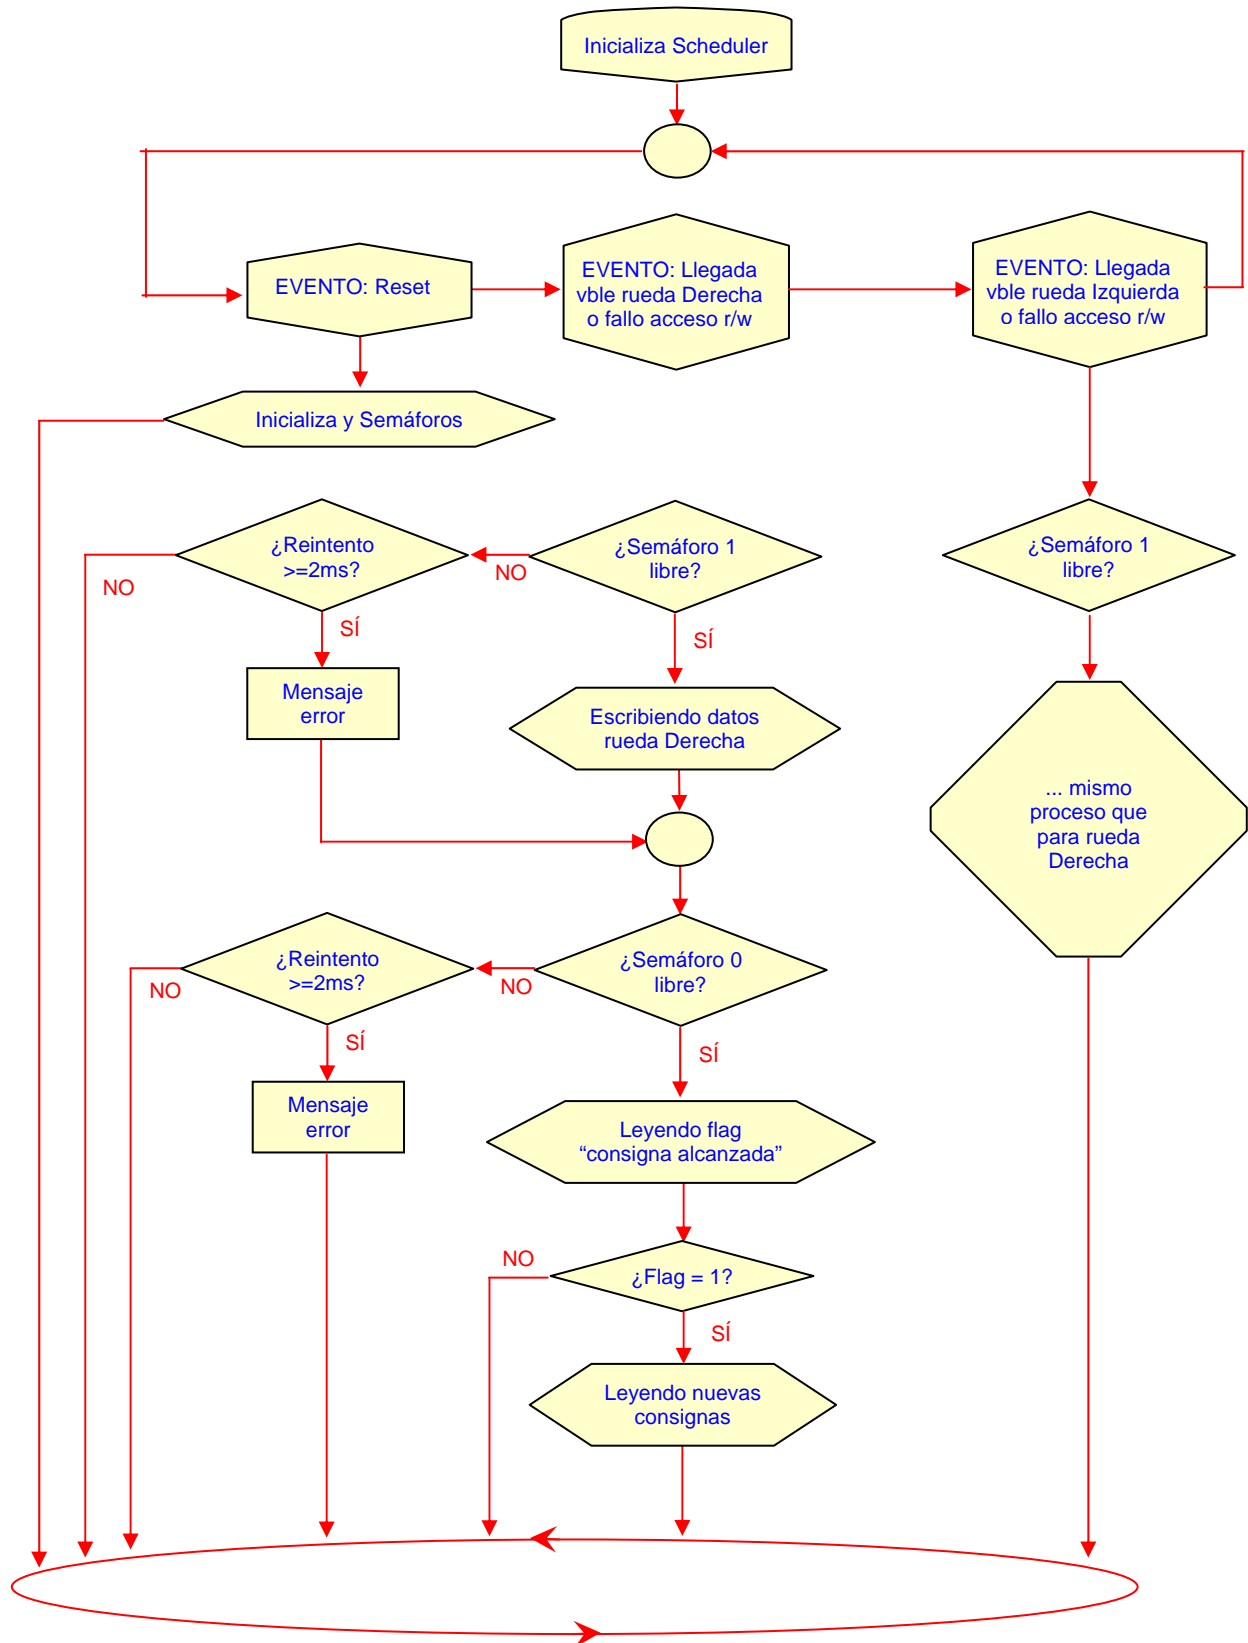 Inicializa Scheduler
EVENTO: Reset
EVENTO: Llegada
vble rueda Derecha
o fallo acceso r/w
EVENTO: Llegada
vble rueda Izquierda
o fallo acceso r/w
Inicializa y Semáforos
¿Reintento
>=2ms?
NO
SÍ
¿Semáforo 1
libre?
NO
SÍ
¿Semáforo 1
libre?
Mensaje
error
Escribiendo datos
rueda Derecha
... mismo
proceso que
para rueda
Derecha
¿Reintento
>=2ms?
NO
SÍ
¿Semáforo 0
libre?
NO
SÍ
Mensaje
error
Leyendo flag
“consigna alcanzada”
NO
¿Flag = 1?
SÍ
Leyendo nuevas
consignas